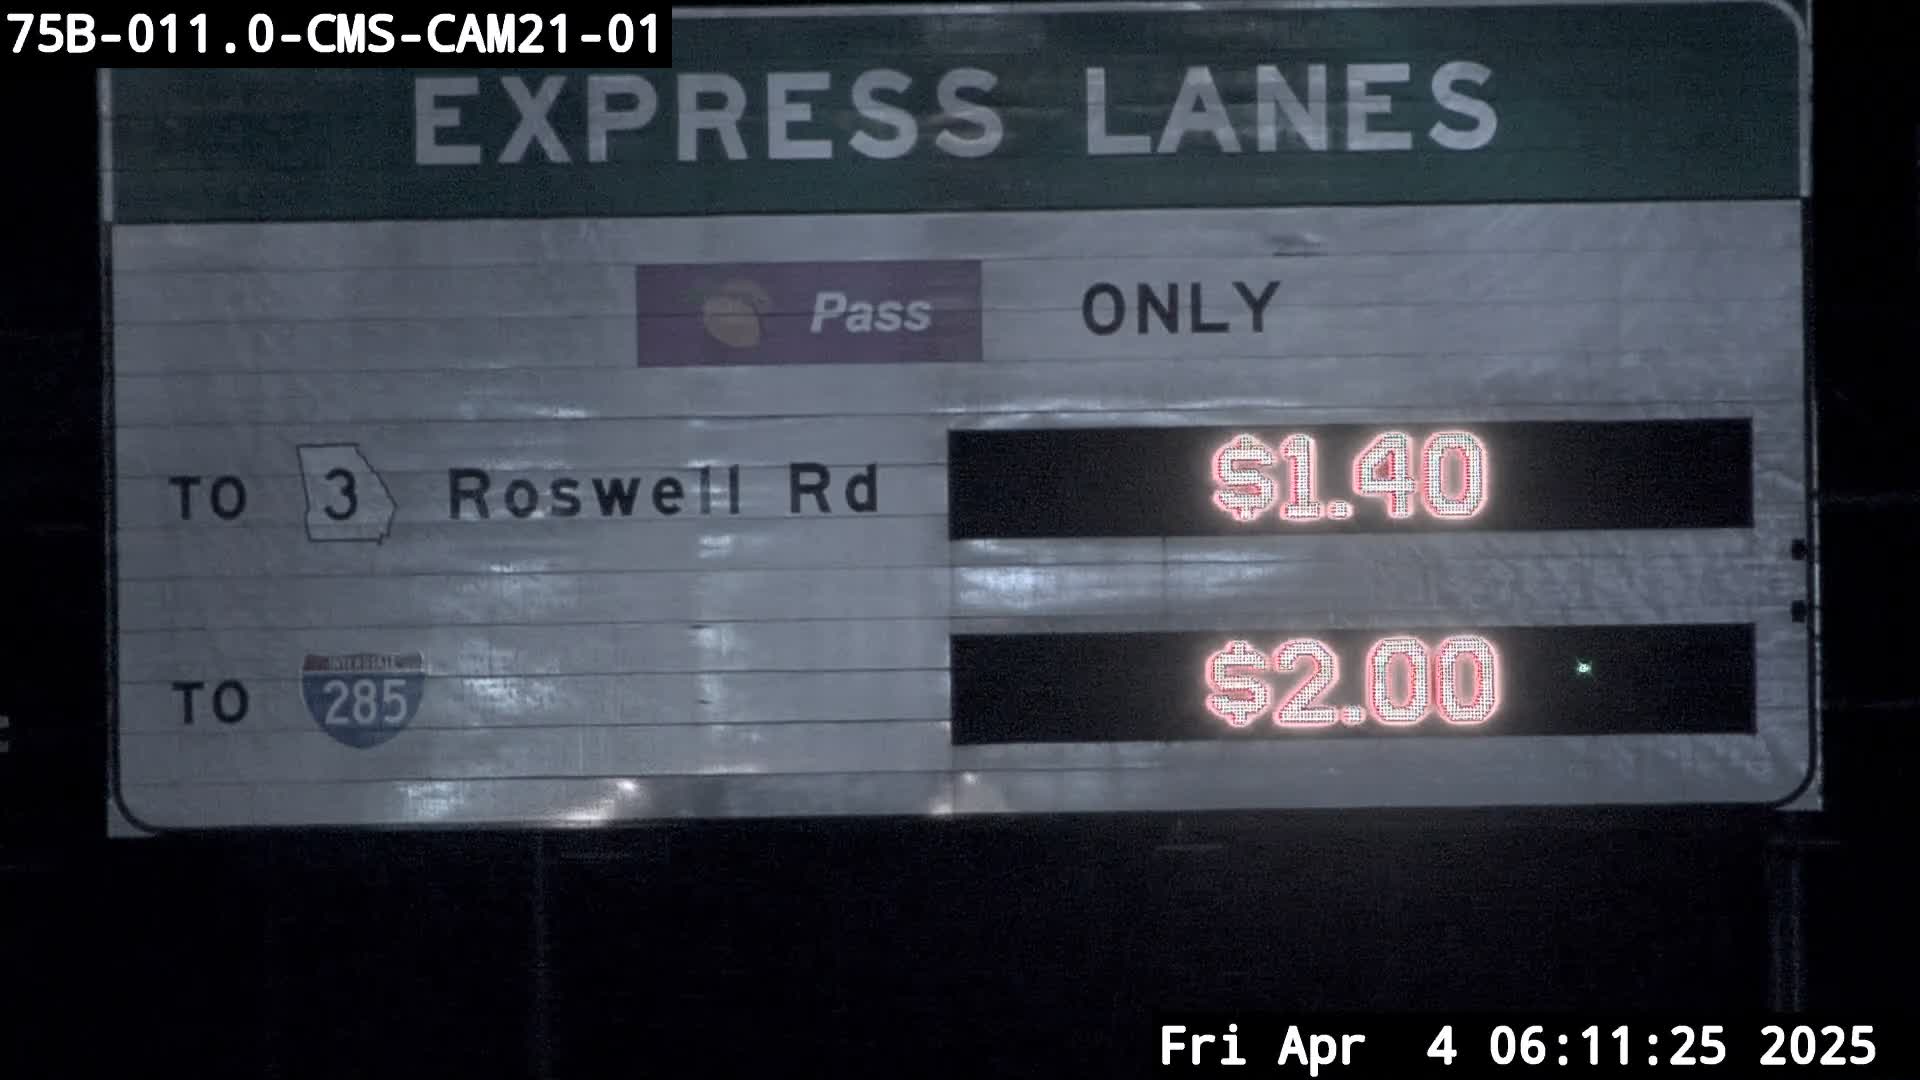 75B-011.0-CMS-CAM21-01
EXPRESS LANES
Pass ONLY
TO 3 Roswell Rd $1.40
INTERSTATE
TO 285 $2.00
Fri Apr 4 06:11:25 2025